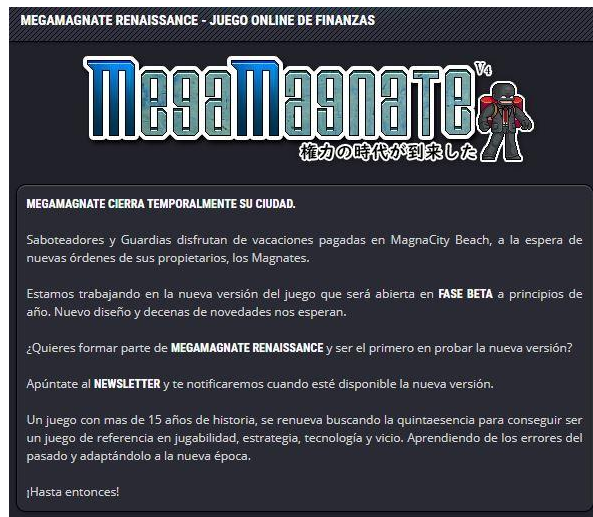 MEGAMAGNATE RENAISSANCE - JUEGO ONLINE DE FINANZAS
MegaMagnate V4
権力の時代が到来した
MEGAMAGNATE CIERRA TEMPORALMENTE SU CIUDAD.
Saboteadores y Guardias disfrutan de vacaciones pagadas en MagnaCity Beach, a la espera de
nuevas órdenes de sus propietarios, los Magnates.
Estamos trabajando en la nueva versión del juego que será abierta en FASE BETA a principios de
año. Nuevo diseño y decenas de novedades nos esperan.
¿Quieres formar parte de MEGAMAGNATE RENAISSANCE y ser el primero en probar la nueva versión?
Apúntate al NEWSLETTER y te notificaremos cuando esté disponible la nueva versión.
Un juego con mas de 15 años de historia, se renueva buscando la quintaesencia para conseguir ser
un juego de referencia en jugabilidad, estrategia, tecnología y vicio. Aprendiendo de los errores del
pasado y adaptándolo a la nueva época.
¡Hasta entonces!